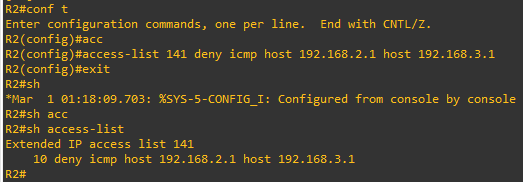 R2#conf t
Enter configuration commands, one per line.  End with CNTL/Z.
R2(config)#acc
R2(config)#access-list 141 deny icmp host 192.168.2.1 host 192.168.3.1
R2(config)#exit
R2#sh
*Mar  1 01:18:09.703: %SYS-5-CONFIG_I: Configured from console by console
R2#sh acc
R2#sh access-list
Extended IP access list 141
    10 deny icmp host 192.168.2.1 host 192.168.3.1
R2#